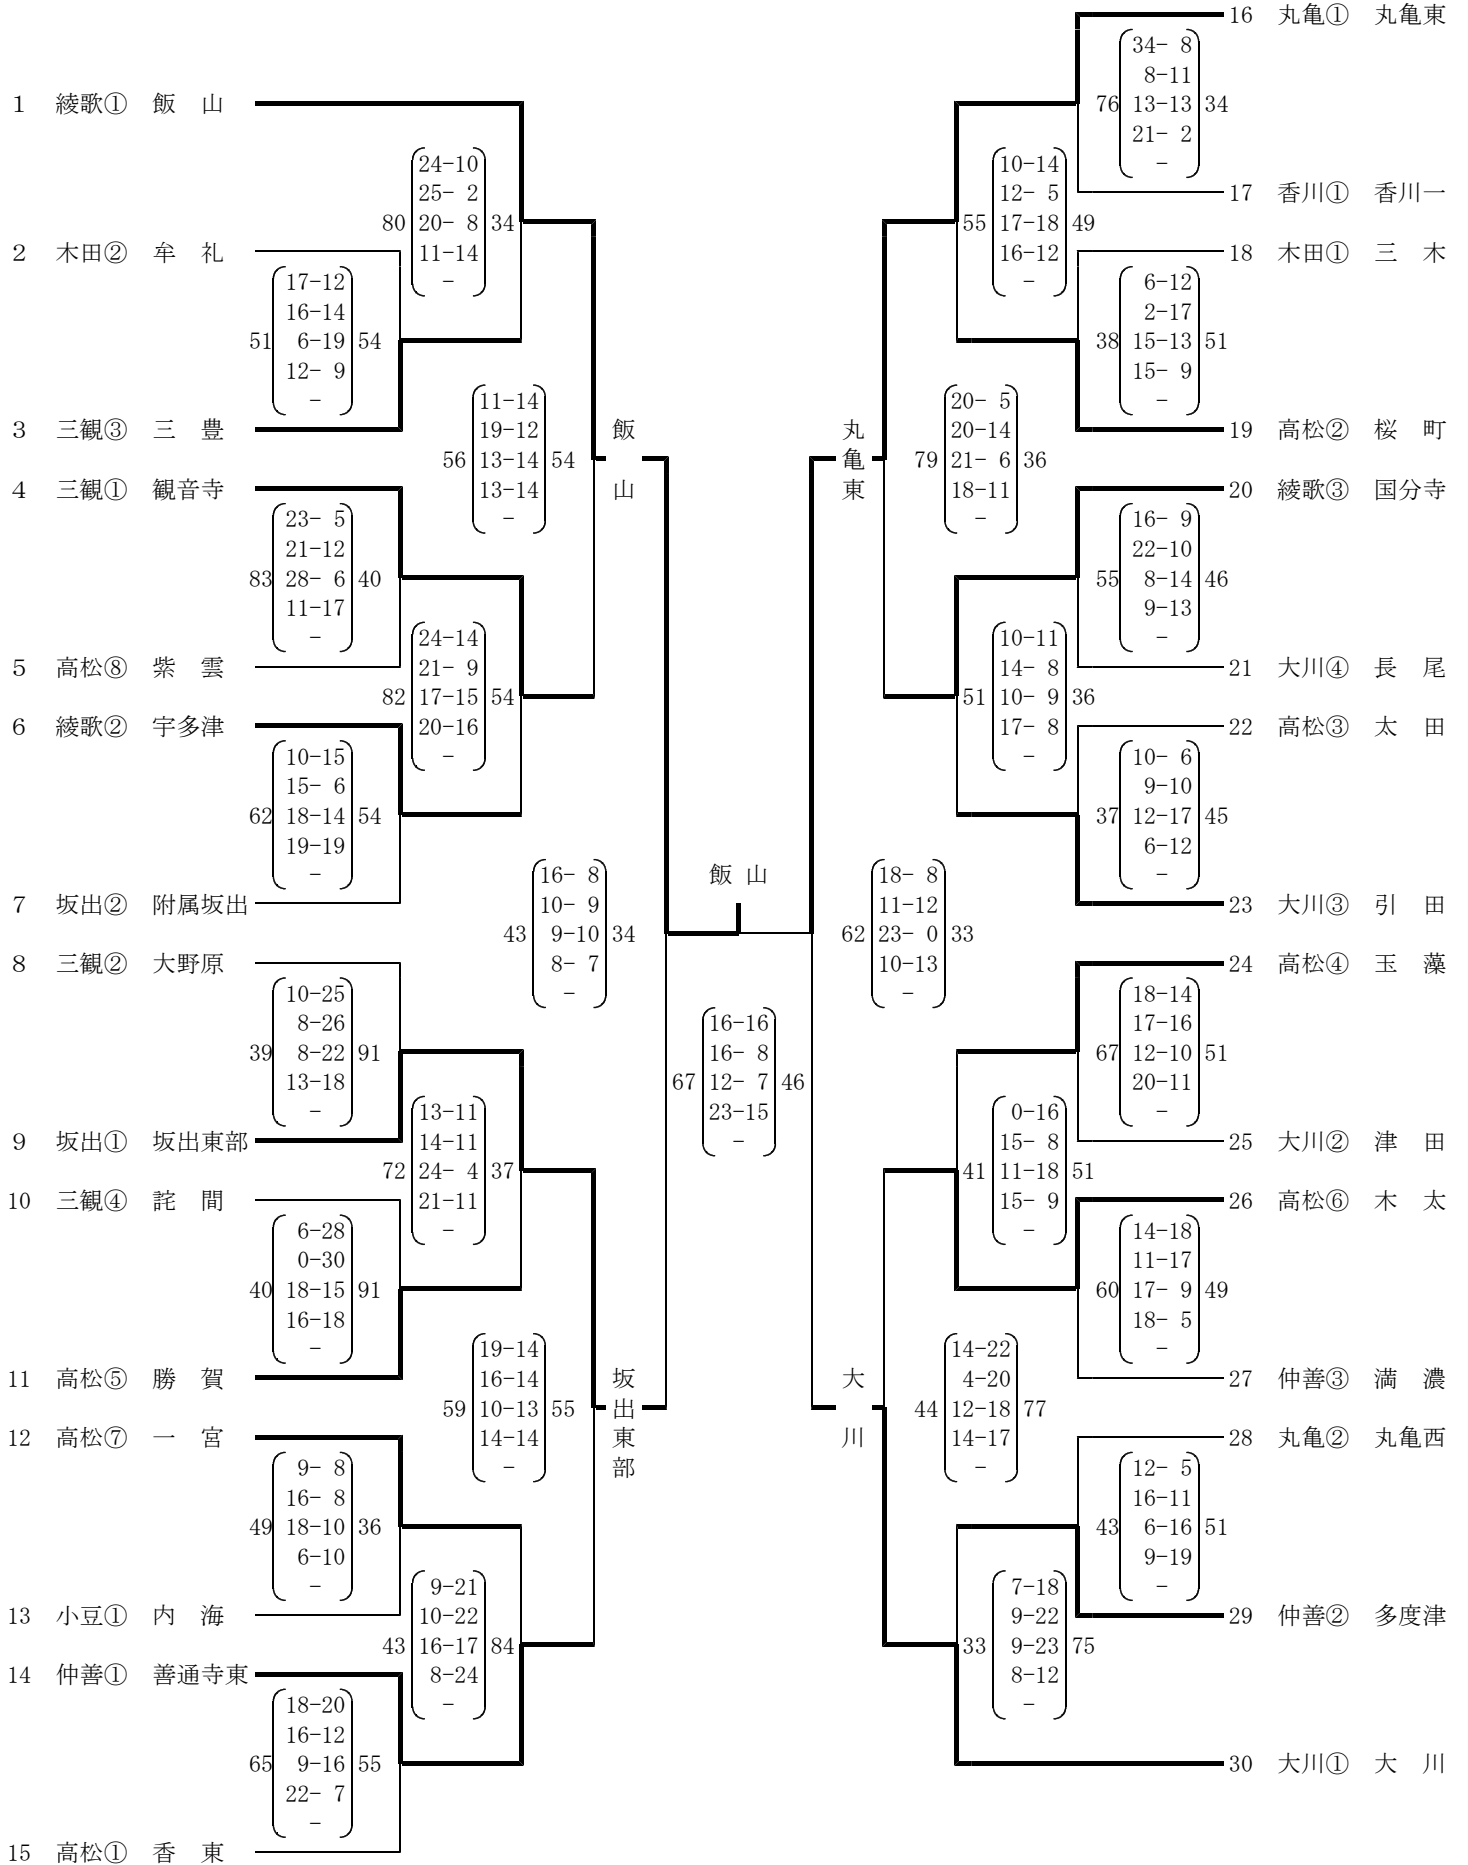 1 綾歌① 飯 山
24-10
25- 2
80 20- 8 34
11-14
-
2 木田② 牟 礼
17-12
16-14
51 6-19 54
12- 9
-
3 三観③ 三 豊
11-14
19-12
56 13-14 54
13-14
-
飯
山
4 三観① 観音寺
23- 5
21-12
83 28- 6 40
11-17
-
5 高松⑧ 紫 雲
24-14
21- 9
82 17-15 54
20-16
-
6 綾歌② 宇多津
10-15
15- 6
62 18-14 54
19-19
-
7 坂出② 附属坂出
16- 8
10- 9
43 9-10 34
8- 7
-
8 三観② 大野原
10-25
8-26
39 8-22 91
13-18
-
9 坂出① 坂出東部
13-11
14-11
72 24- 4 37
21-11
-
10 三観④ 詫 間
6-28
0-30
40 18-15 91
16-18
-
11 高松⑤ 勝 賀
19-14
16-14
59 10-13 55
14-14
-
坂
出
東
部
12 高松⑦ 一 宮
9- 8
16- 8
49 18-10 36
6-10
-
13 小豆① 内 海
9-21
10-22
43 16-17 84
8-24
-
14 仲善① 善通寺東
18-20
16-12
65 9-16 55
22- 7
-
15 高松① 香 東
飯 山
16-16
16- 8
67 12- 7 46
23-15
-
16 丸亀① 丸亀東
34- 8
8-11
76 13-13 34
21- 2
-
17 香川① 香川一
10-14
12- 5
55 17-18 49
16-12
-
18 木田① 三 木
6-12
2-17
38 15-13 51
15- 9
-
19 高松② 桜 町
丸
亀
東
20- 5
20-14
79 21- 6 36
18-11
-
20 綾歌③ 国分寺
16- 9
22-10
55 8-14 46
9-13
-
21 大川④ 長 尾
10-11
14- 8
51 10- 9 36
17- 8
-
22 高松③ 太 田
10- 6
9-10
37 12-17 45
6-12
-
23 大川③ 引 田
18- 8
11-12
62 23- 0 33
10-13
-
24 高松④ 玉 藻
18-14
17-16
67 12-10 51
20-11
-
25 大川② 津 田
0-16
15- 8
41 11-18 51
15- 9
-
26 高松⑥ 木 太
14-18
11-17
60 17- 9 49
18- 5
-
27 仲善③ 満 濃
大
川
14-22
4-20
44 12-18 77
14-17
-
28 丸亀② 丸亀西
12- 5
16-11
43 6-16 51
9-19
-
29 仲善② 多度津
7-18
9-22
33 9-23 75
8-12
-
30 大川① 大 川